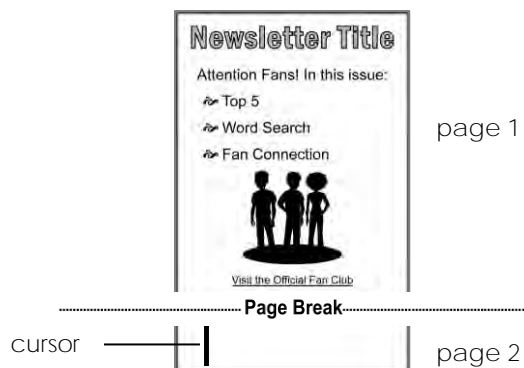 Newsletter Title
Attention Fans! In this issue:
Top 5
Word Search
Fan Connection
page 1
Visit the Official Fan Club
Page Break
cursor
page 2